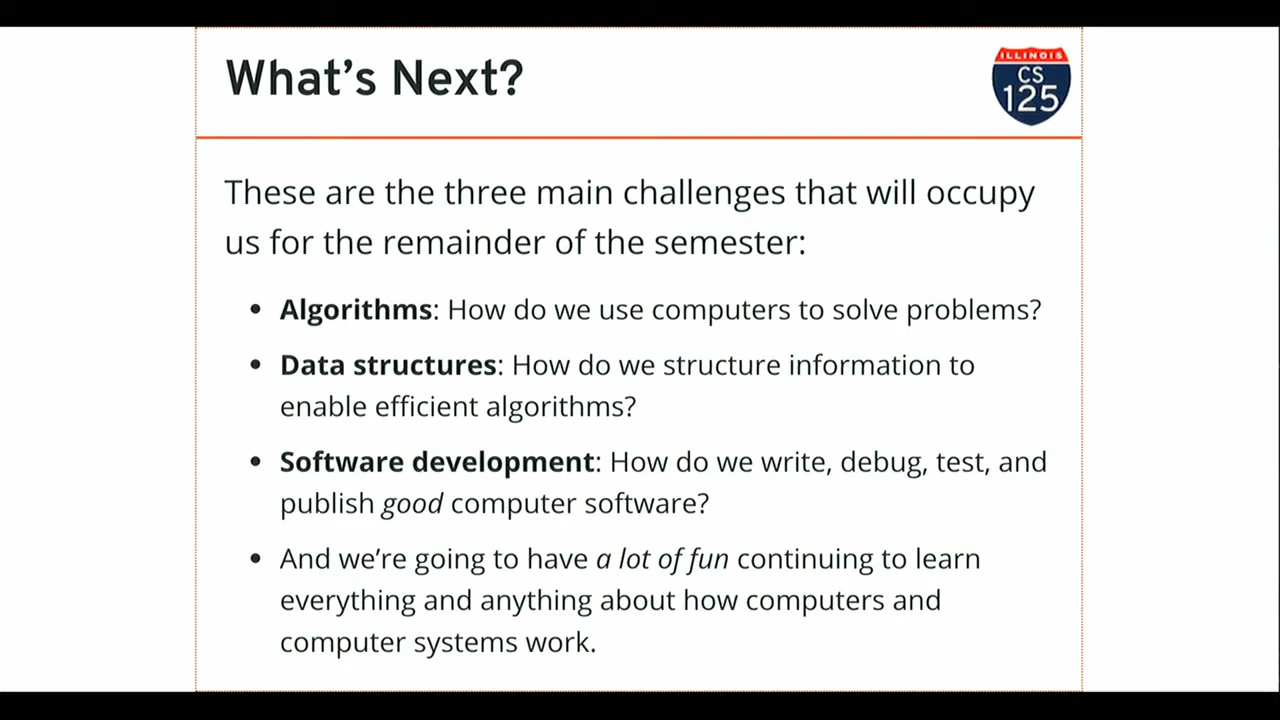 What’s Next?
ILLINOIS
CS
125
These are the three main challenges that will occupy
us for the remainder of the semester:
• Algorithms: How do we use computers to solve problems?
• Data structures: How do we structure information to
enable efficient algorithms?
• Software development: How do we write, debug, test, and
publish good computer software?
• And we’re going to have a lot of fun continuing to learn
everything and anything about how computers and
computer systems work.